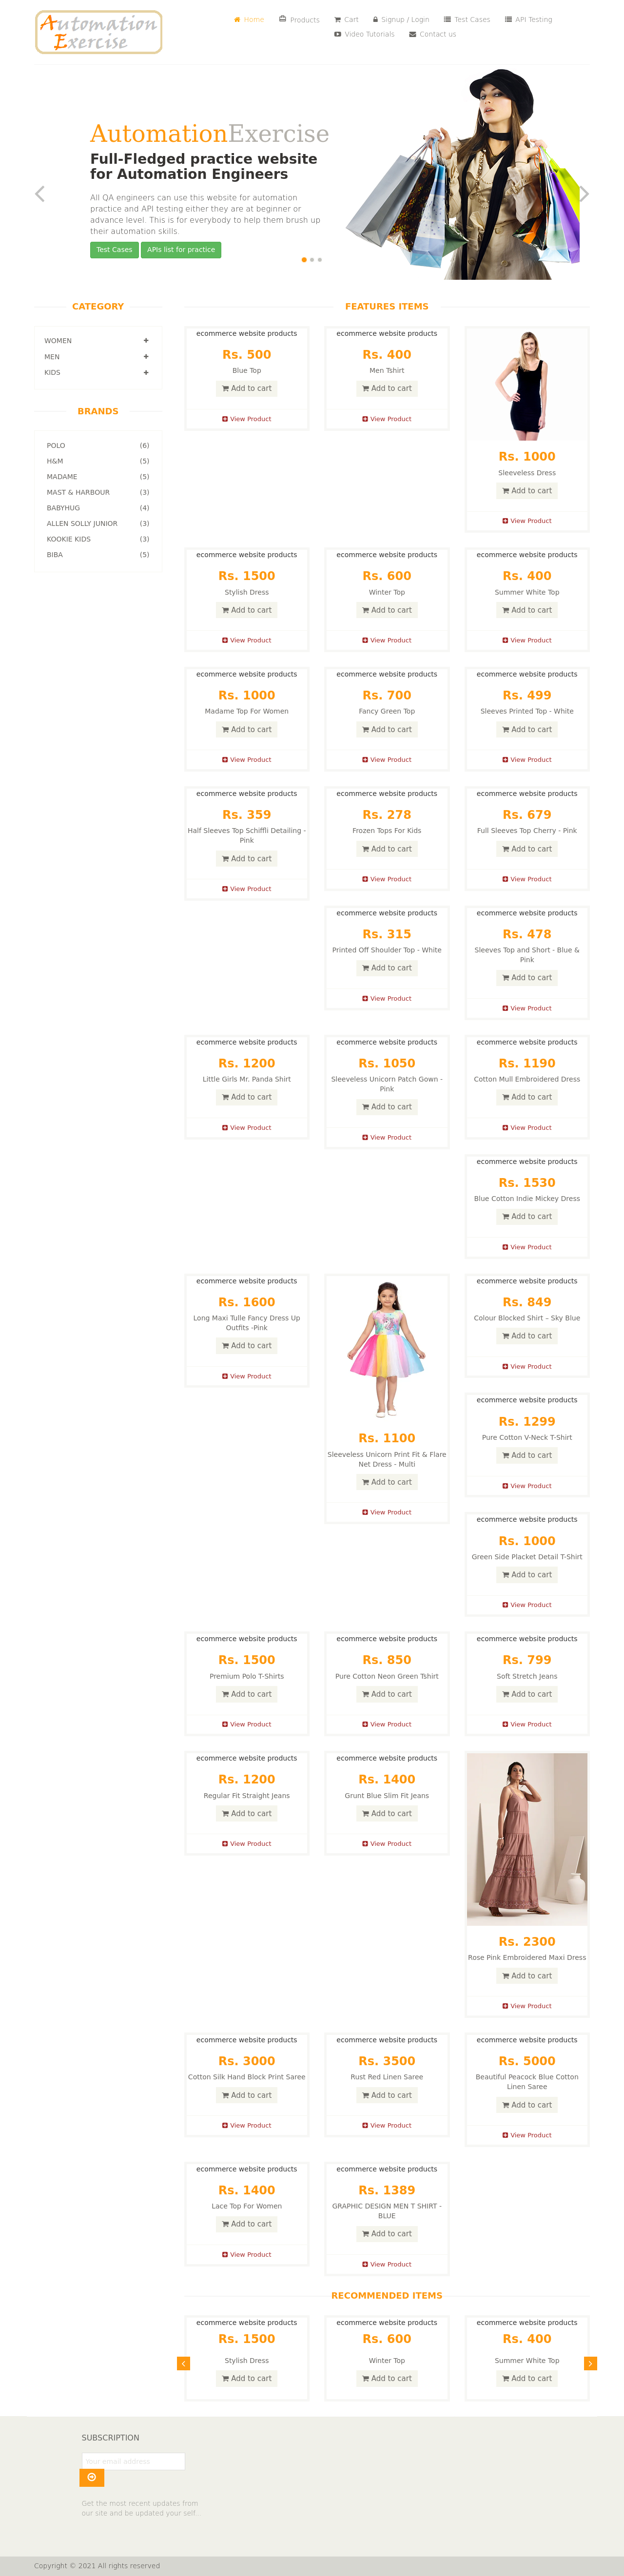 Automation
Exercise
Home
Products
Cart
Signup / Login
Test Cases
API Testing
Video Tutorials
Contact us
AutomationExercise
Full-Fledged practice website
for Automation Engineers
All QA engineers can use this website for automation
practice and API testing either they are at beginner or
advance level. This is for everybody to help them brush up
their automation skills.
Test Cases
APIs list for practice
CATEGORY
WOMEN
MEN
KIDS
BRANDS
POLO (6)
H&M (5)
MADAME (5)
MAST & HARBOUR (3)
BABYHUG (4)
ALLEN SOLLY JUNIOR (3)
KOOKIE KIDS (3)
BIBA (5)
FEATURES ITEMS
ecommerce website products
Rs. 500
Blue Top
Add to cart
View Product
ecommerce website products
Rs. 400
Men Tshirt
Add to cart
View Product
Rs. 1000
Sleeveless Dress
Add to cart
View Product
ecommerce website products
Rs. 1500
Stylish Dress
Add to cart
View Product
ecommerce website products
Rs. 600
Winter Top
Add to cart
View Product
ecommerce website products
Rs. 400
Summer White Top
Add to cart
View Product
ecommerce website products
Rs. 1000
Madame Top For Women
Add to cart
View Product
ecommerce website products
Rs. 700
Fancy Green Top
Add to cart
View Product
ecommerce website products
Rs. 499
Sleeves Printed Top - White
Add to cart
View Product
ecommerce website products
Rs. 359
Half Sleeves Top Schiffli Detailing -
Pink
Add to cart
View Product
ecommerce website products
Rs. 278
Frozen Tops For Kids
Add to cart
View Product
ecommerce website products
Rs. 679
Full Sleeves Top Cherry - Pink
Add to cart
View Product
ecommerce website products
Rs. 315
Printed Off Shoulder Top - White
Add to cart
View Product
ecommerce website products
Rs. 478
Sleeves Top and Short - Blue &
Pink
Add to cart
View Product
ecommerce website products
Rs. 1200
Little Girls Mr. Panda Shirt
Add to cart
View Product
ecommerce website products
Rs. 1050
Sleeveless Unicorn Patch Gown -
Pink
Add to cart
View Product
ecommerce website products
Rs. 1190
Cotton Mull Embroidered Dress
Add to cart
View Product
ecommerce website products
Rs. 1530
Blue Cotton Indie Mickey Dress
Add to cart
View Product
ecommerce website products
Rs. 1600
Long Maxi Tulle Fancy Dress Up
Outfits -Pink
Add to cart
View Product
Rs. 1100
Sleeveless Unicorn Print Fit & Flare
Net Dress - Multi
Add to cart
View Product
ecommerce website products
Rs. 849
Colour Blocked Shirt – Sky Blue
Add to cart
View Product
ecommerce website products
Rs. 1299
Pure Cotton V-Neck T-Shirt
Add to cart
View Product
ecommerce website products
Rs. 1000
Green Side Placket Detail T-Shirt
Add to cart
View Product
ecommerce website products
Rs. 1500
Premium Polo T-Shirts
Add to cart
View Product
ecommerce website products
Rs. 850
Pure Cotton Neon Green Tshirt
Add to cart
View Product
ecommerce website products
Rs. 799
Soft Stretch Jeans
Add to cart
View Product
ecommerce website products
Rs. 1200
Regular Fit Straight Jeans
Add to cart
View Product
ecommerce website products
Rs. 1400
Grunt Blue Slim Fit Jeans
Add to cart
View Product
Rs. 2300
Rose Pink Embroidered Maxi Dress
Add to cart
View Product
ecommerce website products
Rs. 3000
Cotton Silk Hand Block Print Saree
Add to cart
View Product
ecommerce website products
Rs. 3500
Rust Red Linen Saree
Add to cart
View Product
ecommerce website products
Rs. 5000
Beautiful Peacock Blue Cotton
Linen Saree
Add to cart
View Product
ecommerce website products
Rs. 1400
Lace Top For Women
Add to cart
View Product
ecommerce website products
Rs. 1389
GRAPHIC DESIGN MEN T SHIRT -
BLUE
Add to cart
View Product
RECOMMENDED ITEMS
ecommerce website products
Rs. 1500
Stylish Dress
Add to cart
ecommerce website products
Rs. 600
Winter Top
Add to cart
ecommerce website products
Rs. 400
Summer White Top
Add to cart
SUBSCRIPTION
Your email address
Get the most recent updates from
our site and be updated your self...
Copyright © 2021 All rights reserved